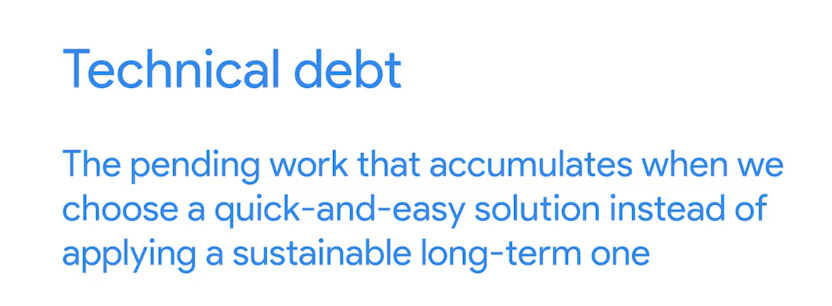 Technical debt
The pending work that accumulates when we
choose a quick-and-easy solution instead of
applying a sustainable long-term one